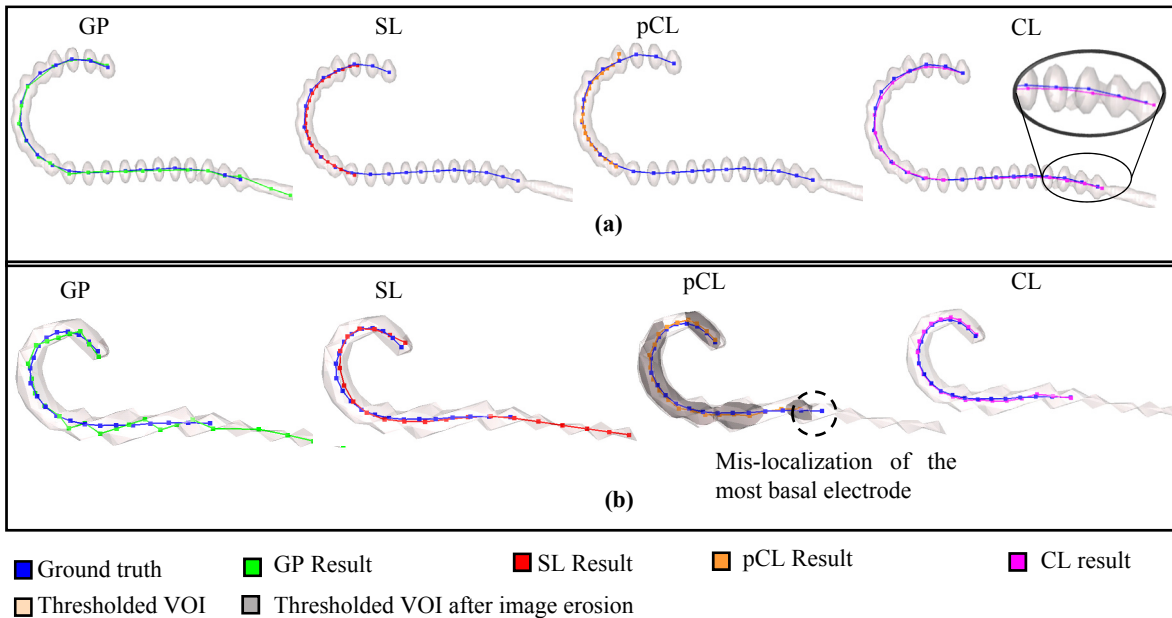 GP SL pCL CL
(a)
GP SL pCL CL
Mis-localization of the
most basal electrode
(b)
Ground truth GP Result SL Result pCL Result CL result
Thresholded VOI Thresholded VOI after image erosion